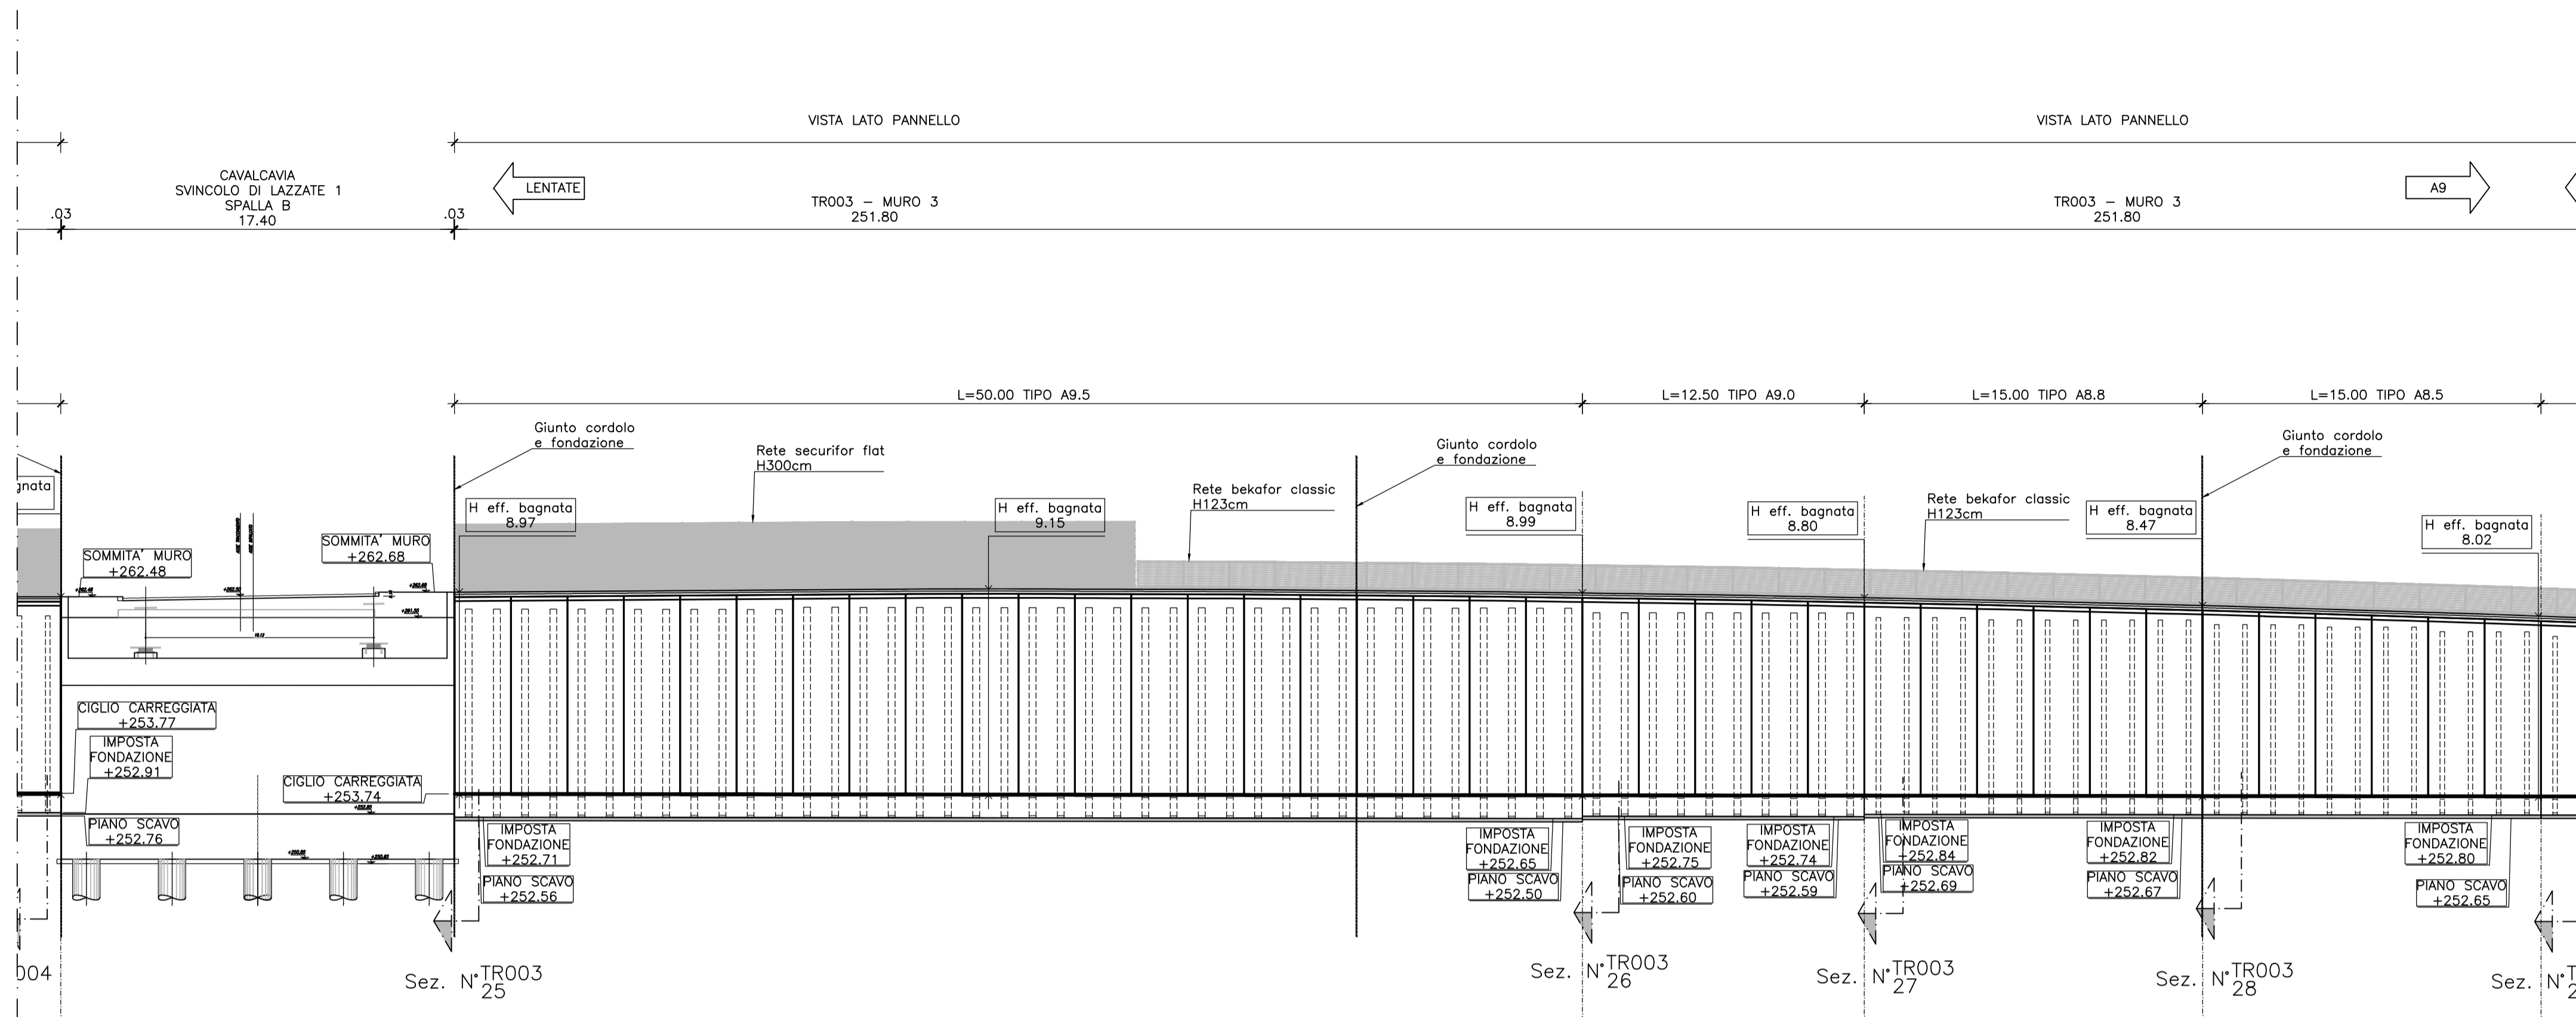 VISTA LATO PANNELLO
VISTA LATO PANNELLO
CAVALCAVIA
SVINCOLO DI LAZZATE 1
SPALLA B
17.40
.03
.03
LENTATE
TR003 – MURO 3
251.80
TR003 – MURO 3
251.80
A9
L=50.00 TIPO A9.5
L=12.50 TIPO A9.0
L=15.00 TIPO A8.8
L=15.00 TIPO A8.5
Giunto cordolo
e fondazione
Rete securifor flat
H300cm
Giunto cordolo
e fondazione
Rete bekafor classic
H123cm
Rete bekafor classic
H123cm
Giunto cordolo
e fondazione
gnata
H eff. bagnata
8.97
H eff. bagnata
9.15
H eff. bagnata
8.99
H eff. bagnata
8.80
H eff. bagnata
8.47
H eff. bagnata
8.02
SOMMITA' MURO
+262.48
SOMMITA' MURO
+262.68
CIGLIO CARREGGIATA
+253.77
IMPOSTA
FONDAZIONE
+252.91
CIGLIO CARREGGIATA
+253.74
PIANO SCAVO
+252.76
IMPOSTA
FONDAZIONE
+252.71
PIANO SCAVO
+252.56
IMPOSTA
FONDAZIONE
+252.65
PIANO SCAVO
+252.50
IMPOSTA
FONDAZIONE
+252.75
PIANO SCAVO
+252.60
IMPOSTA
FONDAZIONE
+252.74
PIANO SCAVO
+252.59
IMPOSTA
FONDAZIONE
+252.84
PIANO SCAVO
+252.69
IMPOSTA
FONDAZIONE
+252.82
PIANO SCAVO
+252.67
IMPOSTA
FONDAZIONE
+252.80
PIANO SCAVO
+252.65
004
Sez. N° TR003
25
Sez. N° TR003
26
Sez. N° TR003
27
Sez. N° TR003
28
Sez. N° T
2